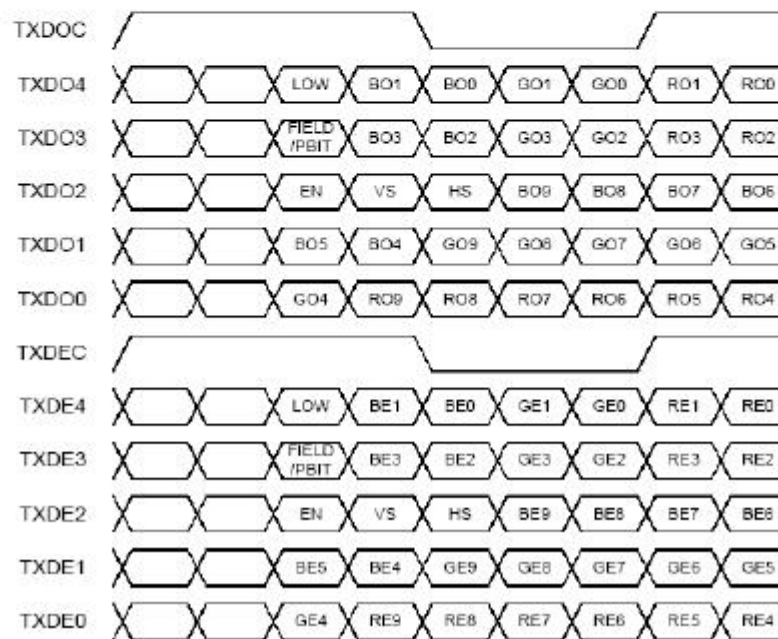 TXDOC
TXDO4 LOW BO1 BO0 GO1 GO0 RO1 RO0
TXDO3 FIELD /PBIT BO3 BO2 GO3 GO2 RO3 RO2
TXDO2 EN VS HS BO9 BO8 BO7 BO6
TXDO1 BO5 BO4 GO9 GO8 GO7 GO6 GO5
TXDO0 GO4 RO9 RO8 RO7 RO6 RO5 RO4
TXDEC
TXDE4 LOW BE1 BE0 GE1 GE0 RE1 RE0
TXDE3 FIELD /PBIT BE3 BE2 GE3 GE2 RE3 RE2
TXDE2 EN VS HS BE9 BE8 BE7 BE6
TXDE1 BE5 BE4 GE9 GE8 GE7 GE6 GE5
TXDE0 GE4 RE9 RE8 RE7 RE6 RE5 RE4